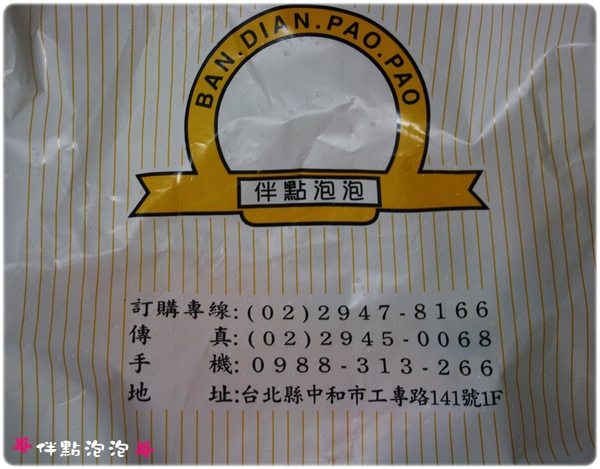 BAN.DIAN.PAO.PAO
伴點泡泡
訂購專線:(02)2947-8166
傳　　真:(02)2945-0068
手　　機:0988-313-266
地　　址:台北縣中和市工專路141號1F
伴點泡泡